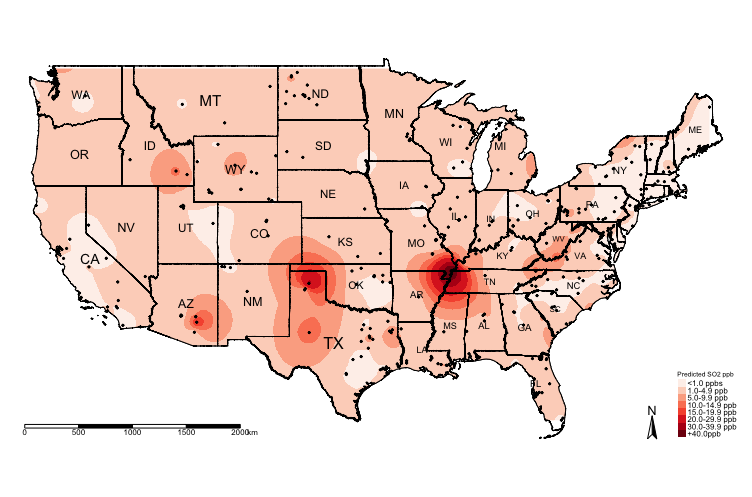 WA
MT
ND
MN
ME
OR
ID
SD
WI
MI
NY
WY
IA
NE
PA
IL
IN
OH
NV
UT
CO
KS
MO
WV
KY
VA
CA
AZ
NM
OK
AR
TN
NC
SC
TX
LA
MS
AL
GA
FL
Predicted SO2 ppb
<1.0 ppbs
1.0-4.9 ppb
5.0-9.9 ppb
10.0-14.9 ppb
15.0-19.9 ppb
20.0-29.9 ppb
30.0-39.9 ppb
+40.0ppb
N
0 500 1000 1500 2000km